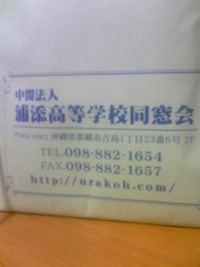 中間法人
浦添高等学校同窓会
〒902-0061 沖縄県那覇市古島1丁目23番6号 2F
TEL.098-882-1654
FAX.098-882-1657
http://urakoh.com/